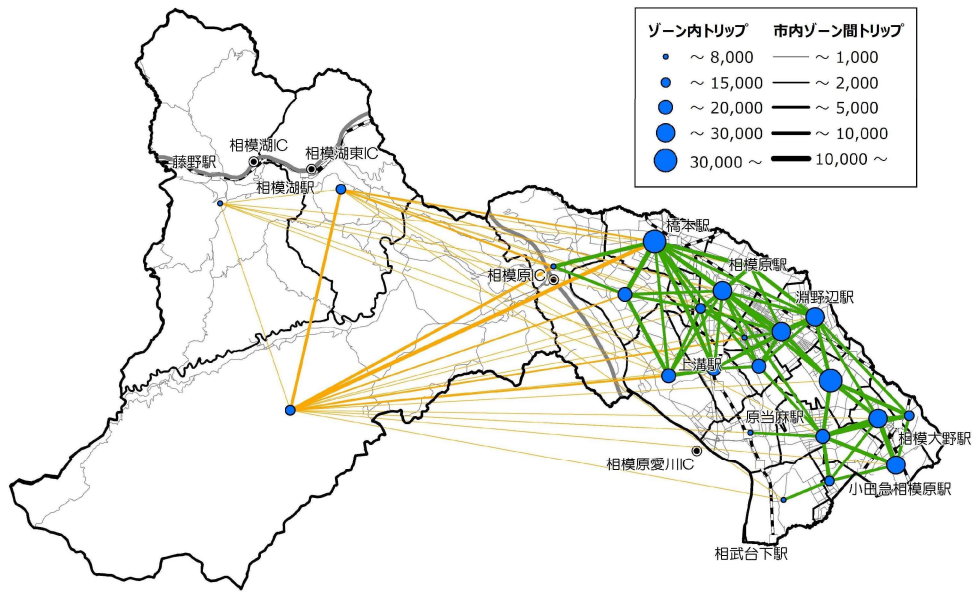 ゾーン内トリップ 市内ゾーン間トリップ
～ 8,000 ～ 1,000
～ 15,000 ～ 2,000
～ 20,000 ～ 5,000
～ 30,000 ～ 10,000
30,000 ～ 10,000 ～
相模湖IC
藤野駅
相模湖東IC
相模湖駅
橋本駅
相模原駅
相模原IC
淵野辺駅
上溝駅
原当麻駅
相模大野駅
相模原愛川IC
小田急相模原駅
相武台下駅